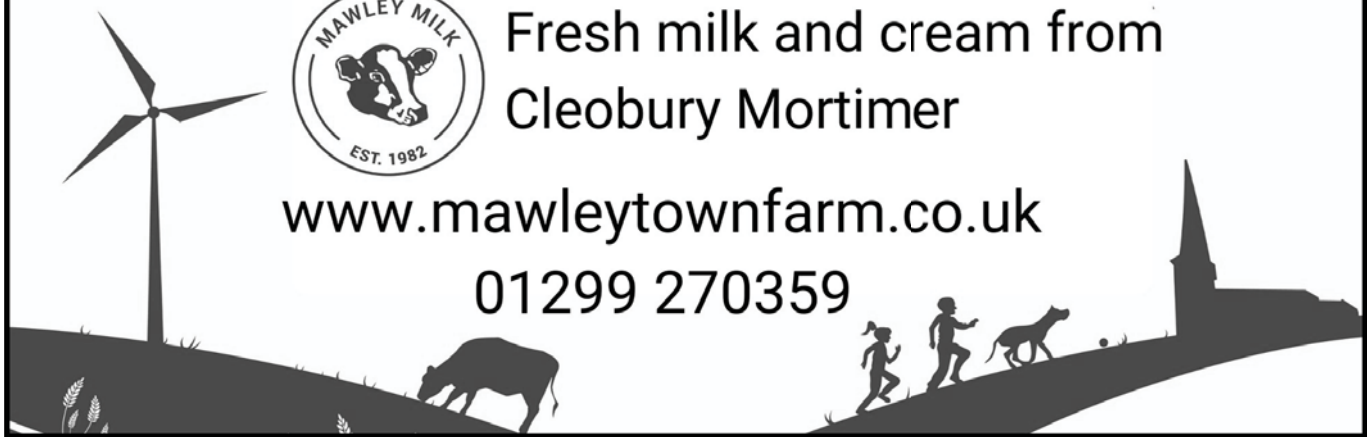 MAWLEY MILK
EST. 1982
Fresh milk and cream from
Cleobury Mortimer
www.mawleytownfarm.co.uk
01299 270359